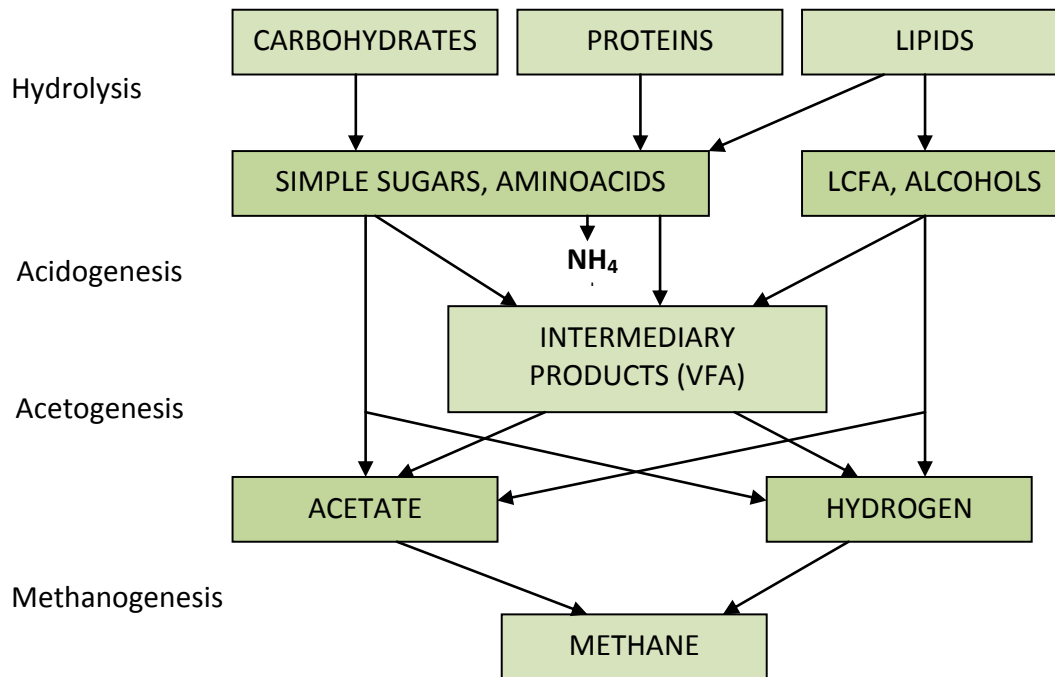 CARBOHYDRATES
PROTEINS
LIPIDS
Hydrolysis
SIMPLE SUGARS, AMINOACIDS
LCFA, ALCOHOLS
Acidogenesis
NH₄
INTERMEDIARY
PRODUCTS (VFA)
Acetogenesis
ACETATE
HYDROGEN
Methanogenesis
METHANE